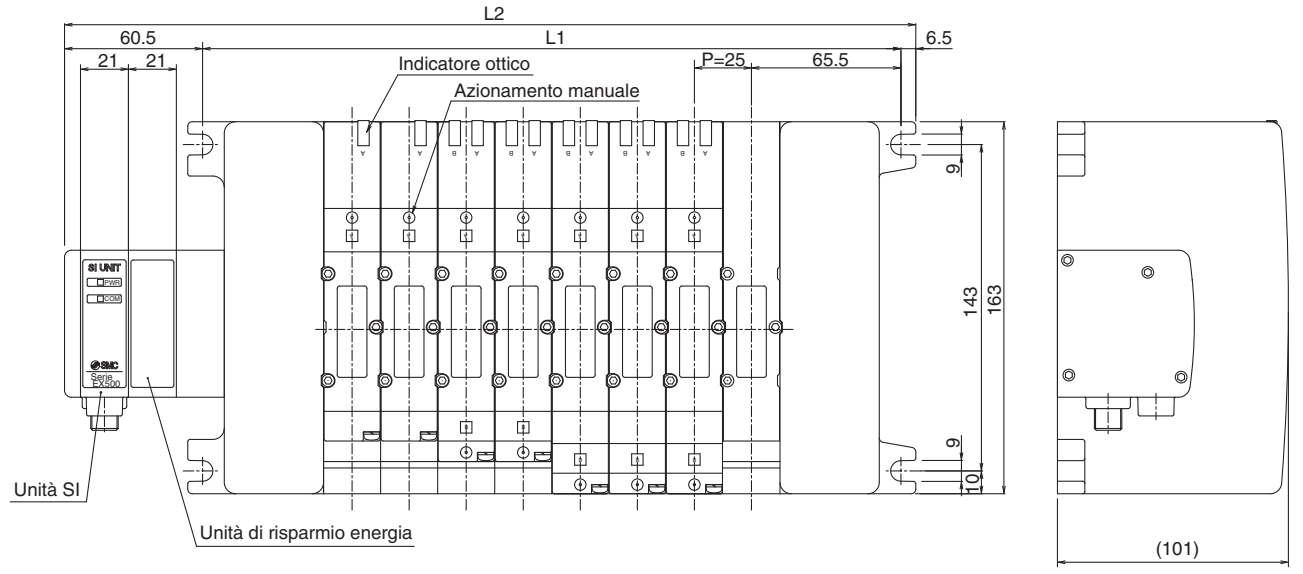 L2
60.5
L1
6.5
21
21
Indicatore ottico
P=25
65.5
Azionamento manuale
A
A
B
A
B
A
B
A
B
A
B
A
9
SI UNIT
PWR
COM
143
163
SMC
Serie
EX500
9
10
Unità SI
Unità di risparmio energia
(101)